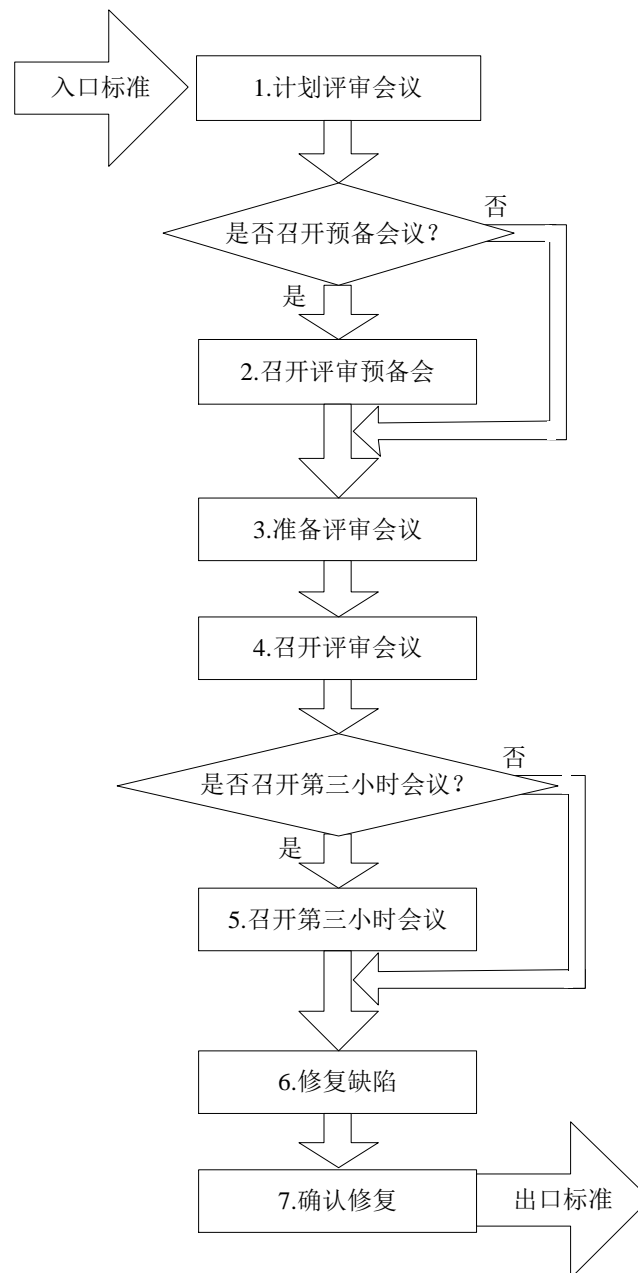 入口标准
1.计划评审会议
是否召开预备会议?
否
是
2.召开评审预备会
3.准备评审会议
4.召开评审会议
是否召开第三小时会议?
否
是
5.召开第三小时会议
6.修复缺陷
7.确认修复
出口标准